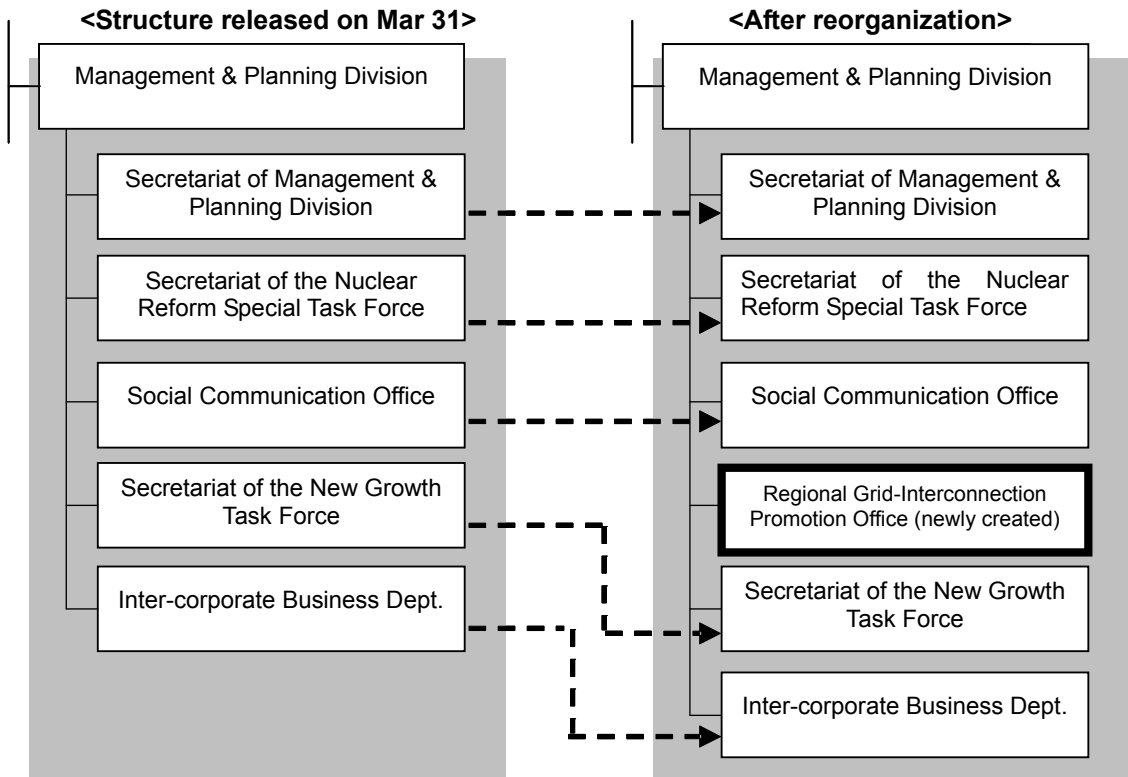 <Structure released on Mar 31>
Management & Planning Division
Secretariat of Management &
Planning Division
Secretariat of the Nuclear
Reform Special Task Force
Social Communication Office
Secretariat of the New Growth
Task Force
Inter-corporate Business Dept.
<After reorganization>
Management & Planning Division
Secretariat of Management &
Planning Division
Secretariat of the Nuclear
Reform Special Task Force
Social Communication Office
Regional Grid-Interconnection
Promotion Office (newly created)
Secretariat of the New Growth
Task Force
Inter-corporate Business Dept.